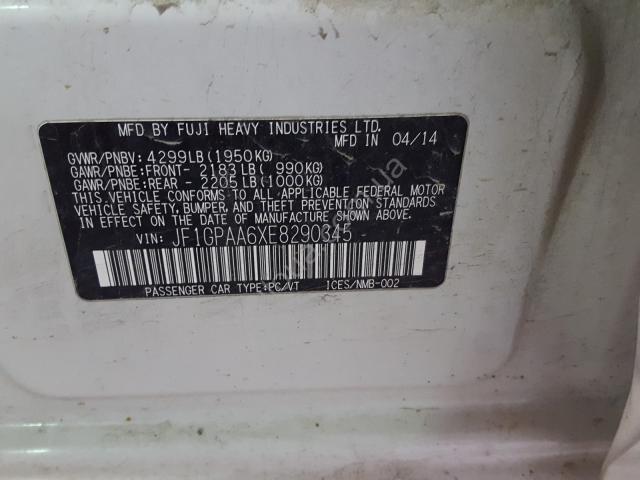 MFD BY FUJI HEAVY INDUSTRIES LTD.
MFD IN 04/14
GVWR/PNBV: 4299LB(1950KG)
GAWR/PNBE:FRONT- 2183LB( 990KG)
GAWR/PNBE:REAR - 2205LB(1000KG)
THIS VEHICLE CONFORMS TO ALL APPLICABLE FEDERAL MOTOR
VEHICLE SAFETY, BUMPER, AND THEFT PREVENTION STANDARDS
IN EFFECT ON THE DATE OF MANUFACTURE SHOWN ABOVE.
VIN: JF1GPAA6XE8290345
PASSENGER CAR TYPE:PC/VT ICES/NMB-002